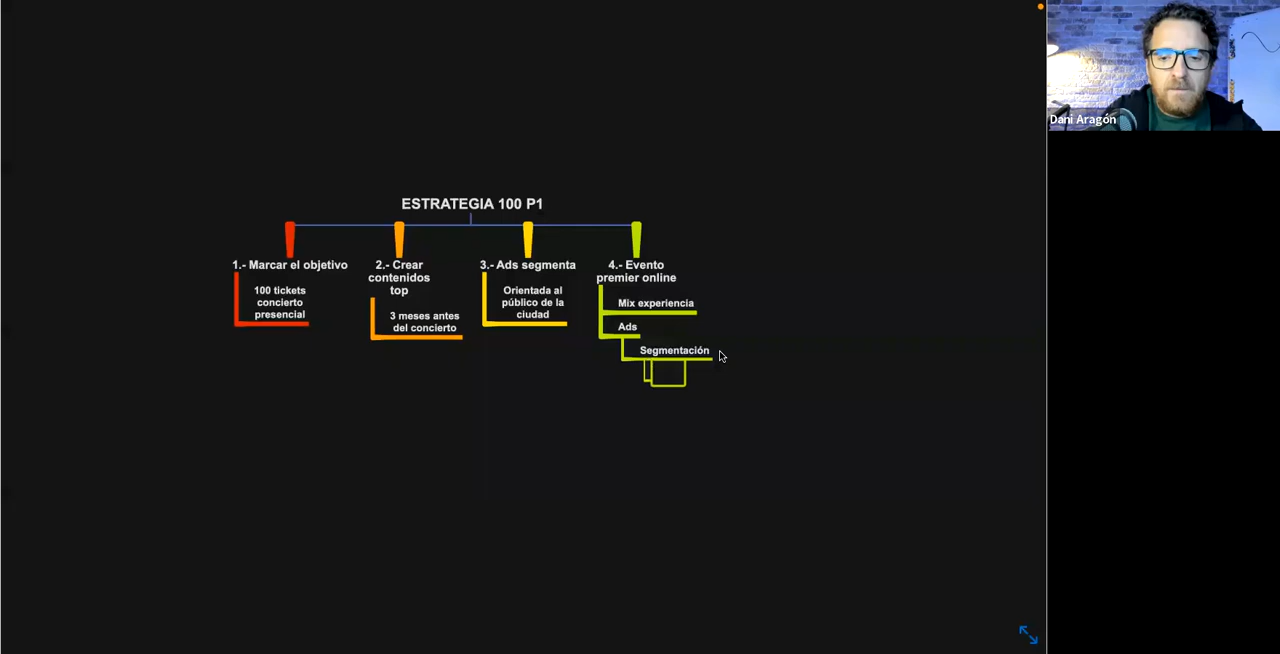 Dani Aragón
ESTRATEGIA 100 P1
1.- Marcar el objetivo
100 tickets
concierto
presencial
2.- Crear
contenidos
top
3 meses antes
del concierto
3.- Ads segmenta
Orientada al
público de la
ciudad
4.- Evento
premier online
Mix experiencia
Ads
Segmentación